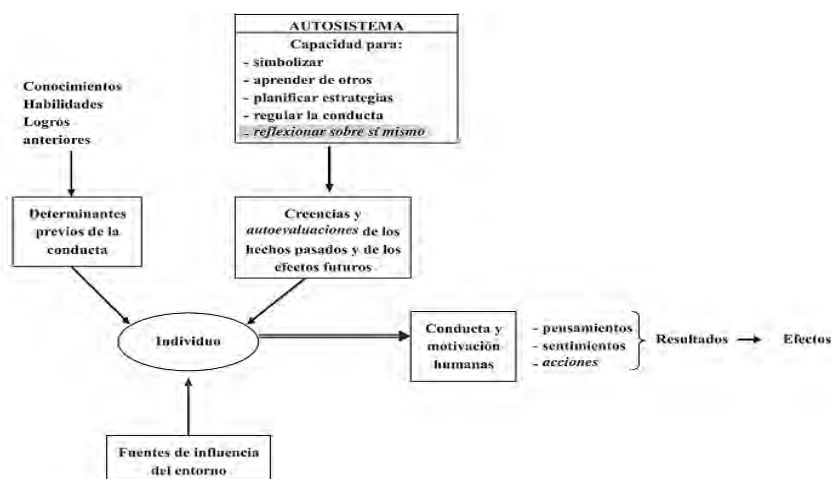 AUTOSISTEMA
Capacidad para:
- simbolizar
- aprender de otros
- planificar estrategias
- regular la conducta
- reflexionar sobre sí mismo
Conocimientos
Habilidades
Logros
anteriores
Determinantes
previos de la
conducta
Creencias y
autoevaluaciones de los
hechos pasados y de los
efectos futuros
Individuo
Conducta y
motivación
humanas
- pensamientos
- sentimientos
- acciones
Resultados
Efectos
Fuentes de influencia
del entorno